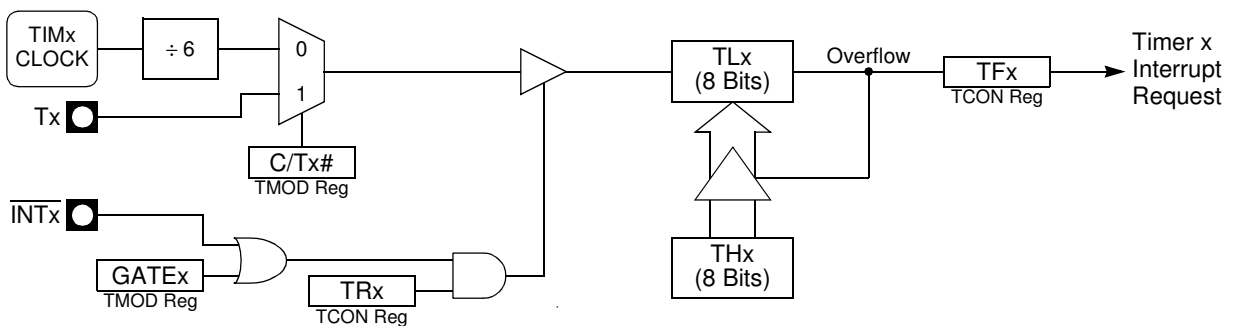 TIMx
CLOCK
÷ 6
0
1
Tx
C/Tx#
TMOD Reg
INTx
GATEx
TMOD Reg
TRx
TCON Reg
TLx
(8 Bits)
THx
(8 Bits)
Overflow
TFx
TCON Reg
Timer x
Interrupt
Request